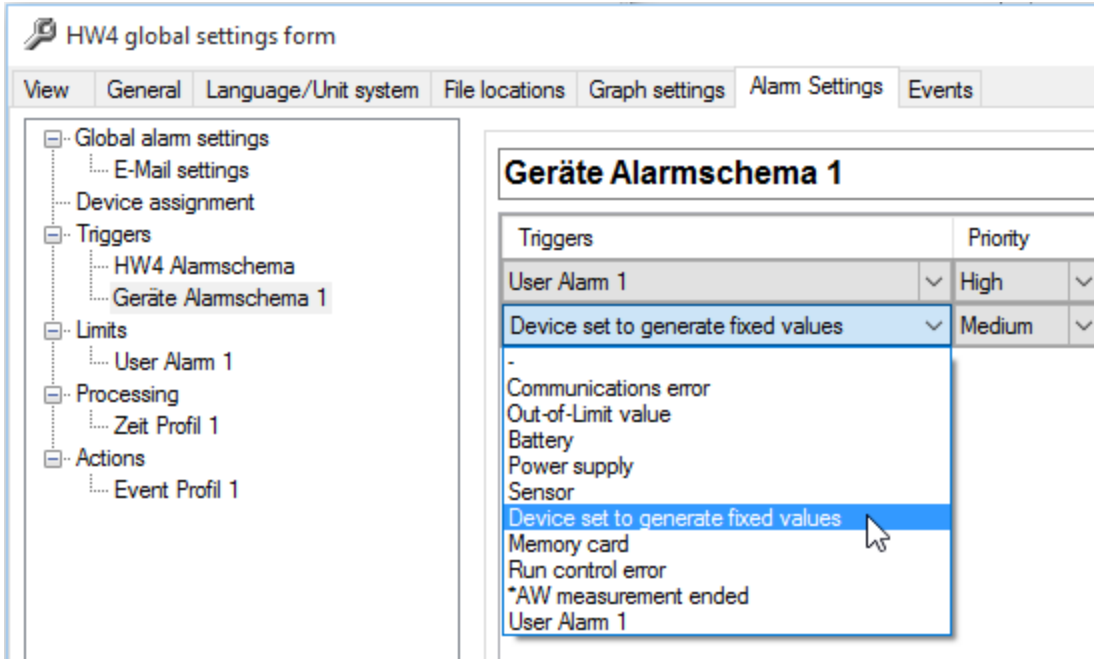 HW4 global settings form
View General Language/Unit system File locations Graph settings Alarm Settings Events
Global alarm settings
E-Mail settings
Device assignment
Triggers
HW4 Alarmschema
Geräte Alarmschema 1
Limits
User Alarm 1
Processing
Zeit Profil 1
Actions
Event Profil 1
Geräte Alarmschema 1
Triggers Priority
User Alarm 1 High
Device set to generate fixed values Medium
-
Communications error
Out-of-Limit value
Battery
Power supply
Sensor
Device set to generate fixed values
Memory card
Run control error
*AW measurement ended
User Alarm 1